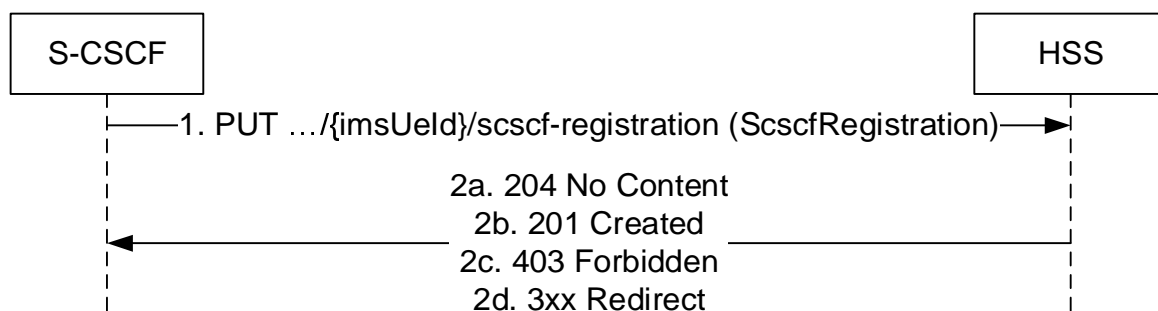 S-CSCF
HSS
1. PUT …/{imsUeId}/scscf-registration (ScscfRegistration)
2a. 204 No Content
2b. 201 Created
2c. 403 Forbidden
2d. 3xx Redirect